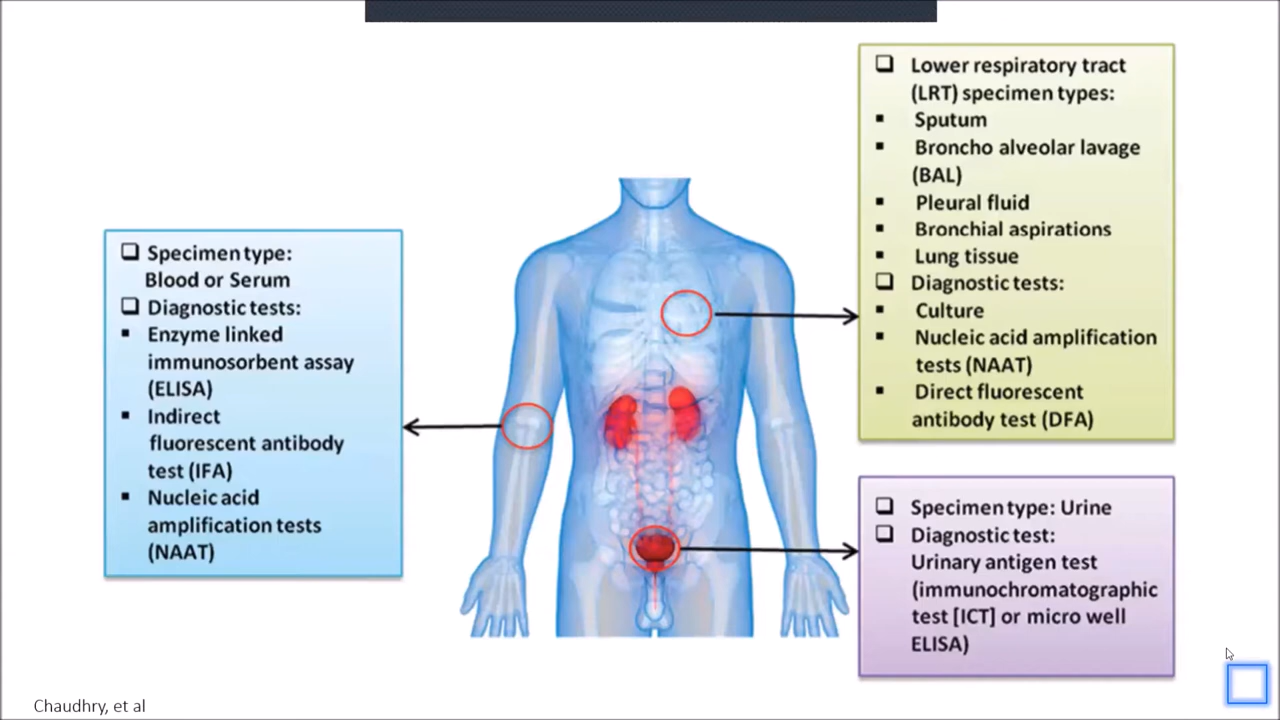 Specimen type:
Blood or Serum
Diagnostic tests:
Enzyme linked
immunosorbent assay
(ELISA)
Indirect
fluorescent antibody
test (IFA)
Nucleic acid
amplification tests
(NAAT)
Lower respiratory tract
(LRT) specimen types:
Sputum
Broncho alveolar lavage
(BAL)
Pleural fluid
Bronchial aspirations
Lung tissue
Diagnostic tests:
Culture
Nucleic acid amplification
tests (NAAT)
Direct fluorescent
antibody test (DFA)
Specimen type: Urine
Diagnostic test:
Urinary antigen test
(immunochromatographic
test [ICT] or micro well
ELISA)
Chaudhry, et al